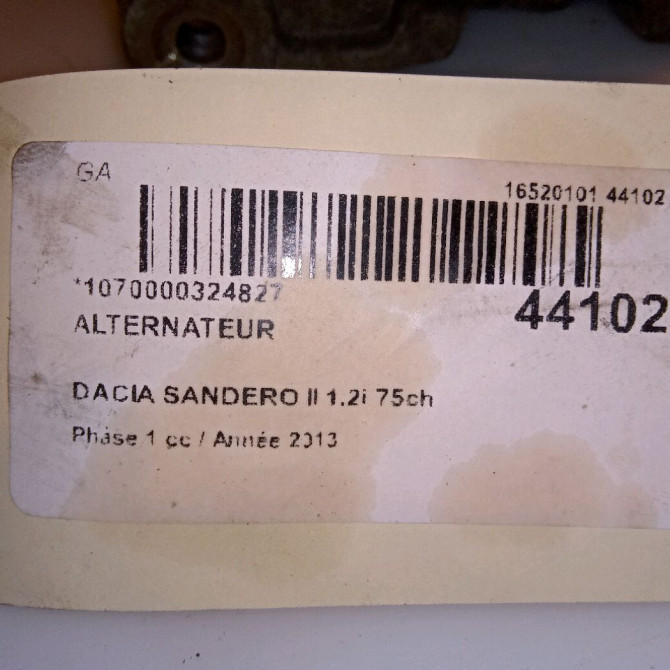 GA
16520101 44102
*1070000324827
44102
ALTERNATEUR
DACIA SANDERO II 1.2i 75ch
Phase 1 cc / Année 2013